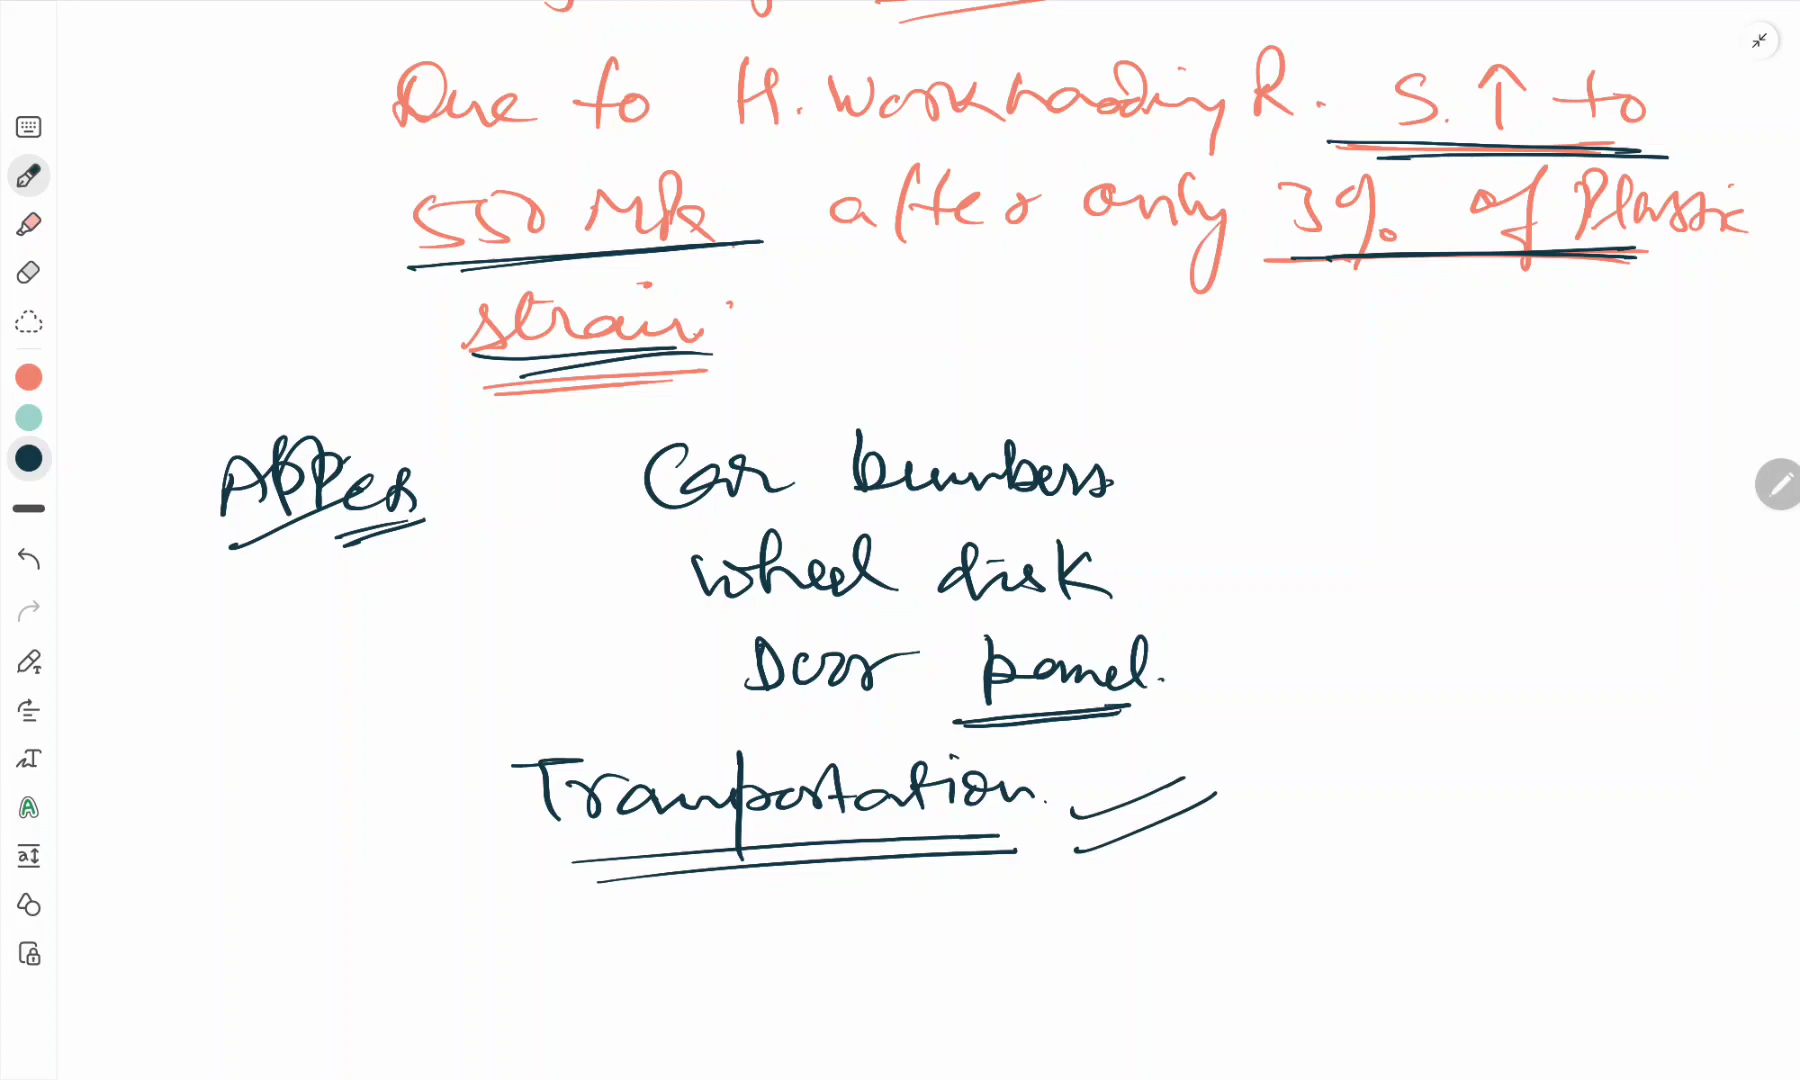 Due to H. Workhardening R. S. ↑ to
550 MPa after only 3% of Plastic
strain.
Appln
Car bumbers
wheel disk
Door panel.
Transportation.